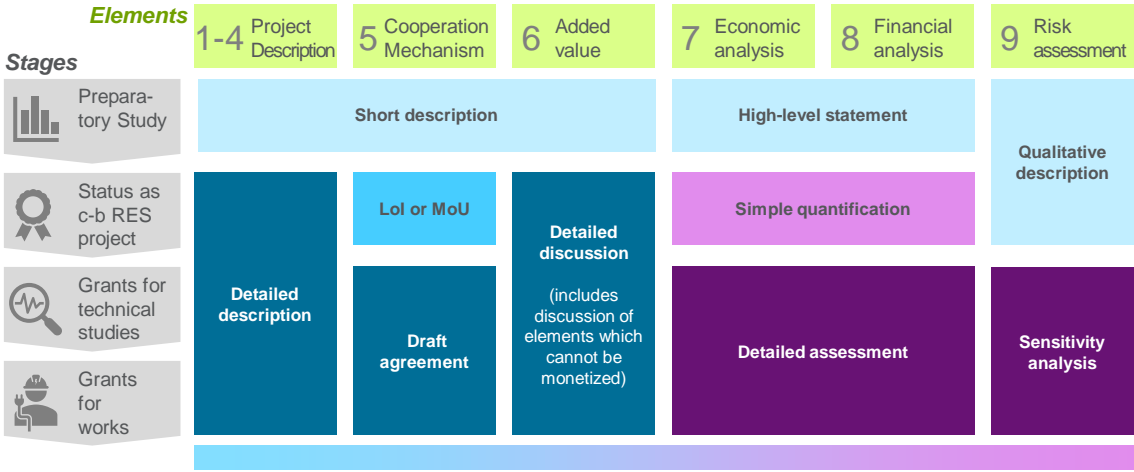 Elements
1-4 Project Description
5 Cooperation Mechanism
6 Added value
7 Economic analysis
8 Financial analysis
9 Risk assessment
Stages
Prepara-
tory Study
Short description
High-level statement
Qualitative
description
Status as
c-b RES
project
LoI or MoU
Simple quantification
Detailed
discussion
(includes
discussion of
elements which
cannot be
monetized)
Grants for
technical
studies
Detailed
description
Draft
agreement
Detailed assessment
Sensitivity
analysis
Grants
for
works